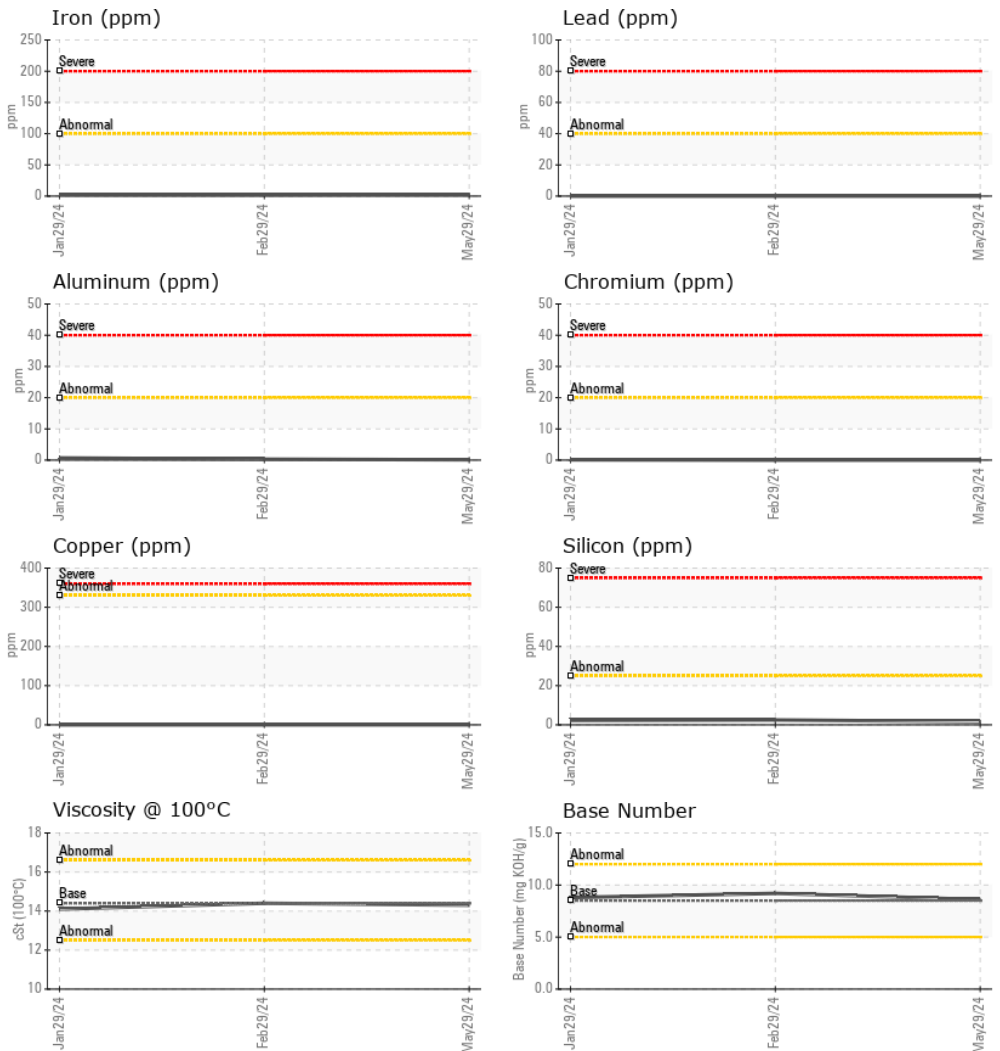 Iron (ppm)
250
200
150
100
50
0
ppm
Severe
Abnormal
Jan29/24
Feb29/24
May29/24
Lead (ppm)
100
80
60
40
20
0
ppm
Severe
Abnormal
Jan29/24
Feb29/24
May29/24
Aluminum (ppm)
50
40
30
20
10
0
ppm
Severe
Abnormal
Jan29/24
Feb29/24
May29/24
Chromium (ppm)
50
40
30
20
10
0
ppm
Severe
Abnormal
Jan29/24
Feb29/24
May29/24
Copper (ppm)
400
300
200
100
0
ppm
Severe
Abnormal
Jan29/24
Feb29/24
May29/24
Silicon (ppm)
80
60
40
20
0
ppm
Severe
Abnormal
Jan29/24
Feb29/24
May29/24
Viscosity @ 100°C
18
16
14
12
10
cSt (100°C)
Abnormal
Base
Abnormal
Jan29/24
Feb29/24
May29/24
Base Number
15.0
10.0
5.0
0.0
Base Number (mg KOH/g)
Abnormal
Base
Abnormal
Jan29/24
Feb29/24
May29/24